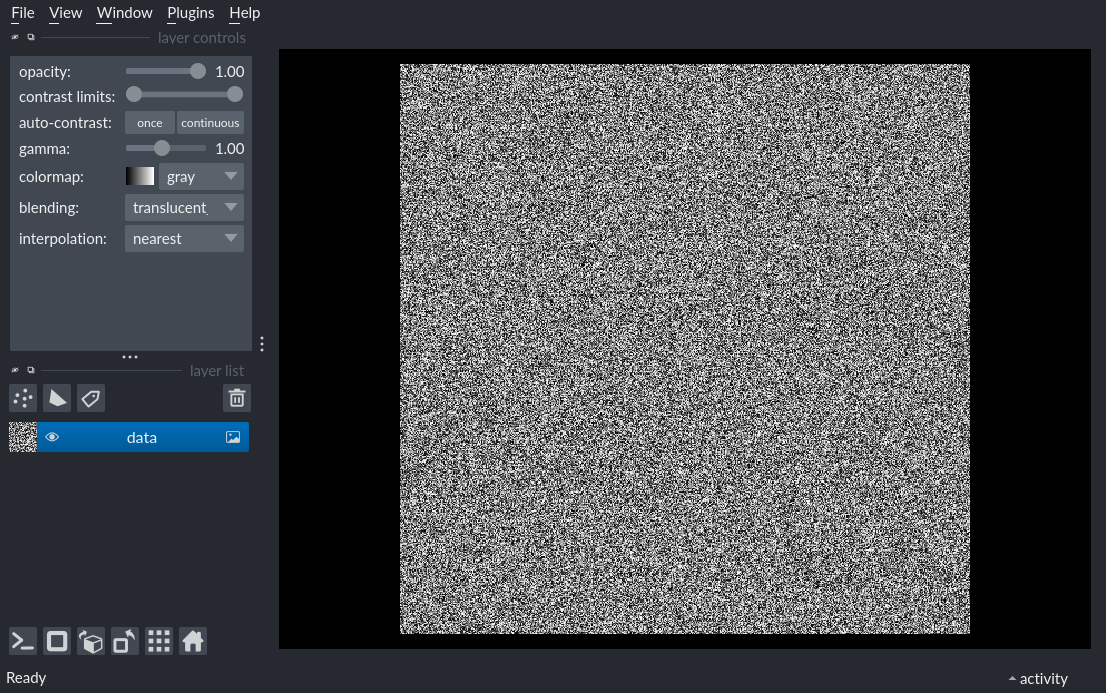 File View Window Plugins Help
layer controls
opacity: 1.00
contrast limits:
auto-contrast: once continuous
gamma: 1.00
colormap: gray
blending: translucent
interpolation: nearest
layer list
data
Ready
activity